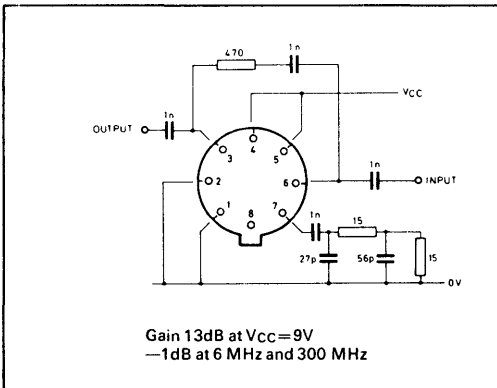 470
1n
VCC
1n
OUTPUT
4
3
5
1n
2
6
INPUT
1
7
1n
15
8
27p
56p
15
0V
Gain 13dB at VCC=9V
—1dB at 6 MHz and 300 MHz